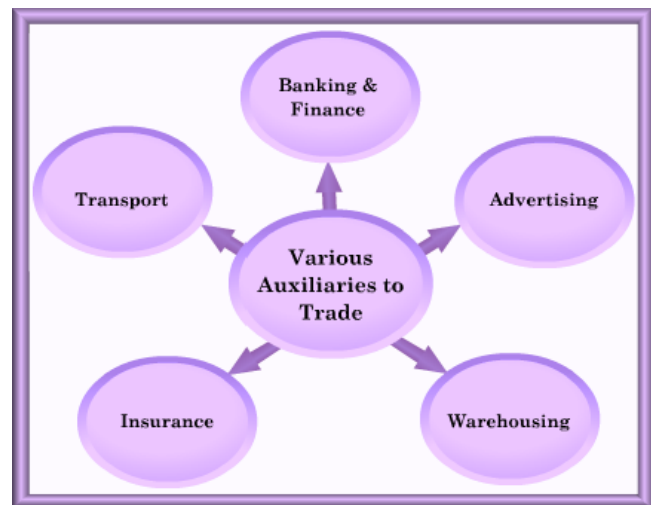 Banking &
Finance
Transport
Advertising
Various
Auxiliaries to
Trade
Insurance
Warehousing